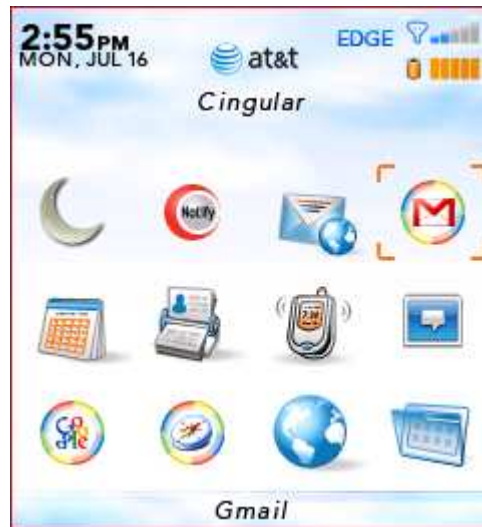 2:55PM
MON, JUL 16
at&t
EDGE
Cingular
Notify
Gmail